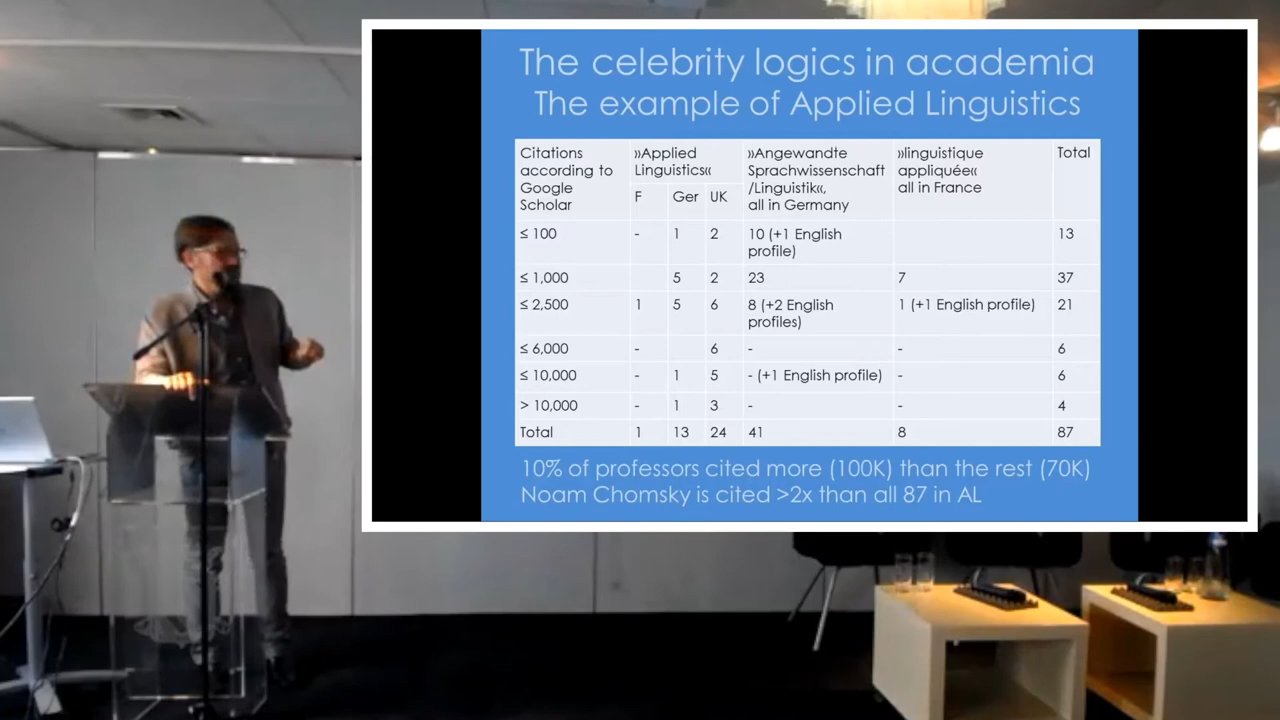 The celebrity logics in academia
The example of Applied Linguistics
Citations according to Google Scholar | »Applied Linguistics« | »Angewandte Sprachwissenschaft /Linguistik«, all in Germany | »linguistique appliquée« all in France | Total
F | Ger | UK
≤ 100 | - | 1 | 2 | 10 (+1 English profile) | | 13
≤ 1,000 | | 5 | 2 | 23 | 7 | 37
≤ 2,500 | 1 | 5 | 6 | 8 (+2 English profiles) | 1 (+1 English profile) | 21
≤ 6,000 | - | | 6 | - | - | 6
≤ 10,000 | - | 1 | 5 | - (+1 English profile) | - | 6
> 10,000 | - | 1 | 3 | - | - | 4
Total | 1 | 13 | 24 | 41 | 8 | 87
10% of professors cited more (100K) than the rest (70K)
Noam Chomsky is cited >2x than all 87 in AL